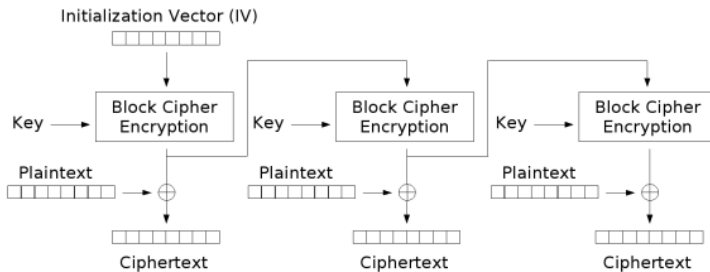 Initialization Vector (IV)
Key
Block Cipher
Encryption
Key
Block Cipher
Encryption
Key
Block Cipher
Encryption
Plaintext
Plaintext
Plaintext
Ciphertext
Ciphertext
Ciphertext